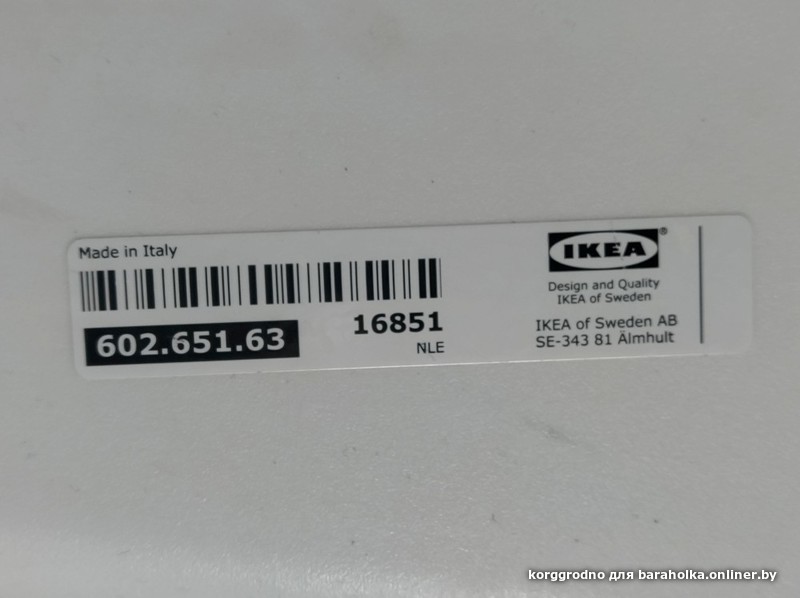 Made in Italy
602.651.63
16851
NLE
IKEA®
Design and Quality
IKEA of Sweden
IKEA of Sweden AB
SE-343 81 Älmhult
korggrodno для baraholka.onliner.by